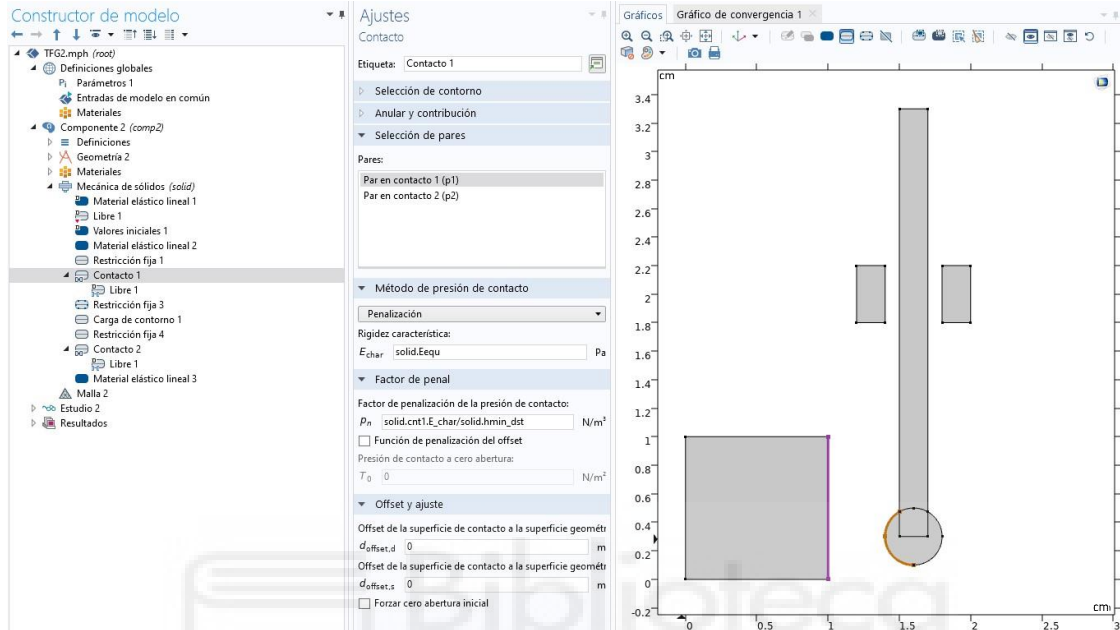 Constructor de modelo
TFG2.mph (root)
Definiciones globales
Pi Parámetros 1
Entradas de modelo en común
Materiales
Componente 2 (comp2)
Definiciones
Geometría 2
Materiales
Mecánica de sólidos (solid)
Material elástico lineal 1
Libre 1
Valores iniciales 1
Material elástico lineal 2
Restricción fija 1
Contacto 1
Libre 1
Restricción fija 3
Carga de contorno 1
Restricción fija 4
Contacto 2
Libre 1
Material elástico lineal 3
Malla 2
Estudio 2
Resultados
Ajustes
Contacto
Etiqueta: Contacto 1
Selección de contorno
Anular y contribución
Selección de pares
Pares:
Par en contacto 1 (p1)
Par en contacto 2 (p2)
Método de presión de contacto
Penalización
Rigidez característica:
Echar solid.Eequ Pa
Factor de penal
Factor de penalización de la presión de contacto:
pn solid.cnt1.E_char/solid.hmin_dst N/m³
Función de penalización del offset
Presión de contacto a cero abertura:
T0 0 N/m²
Offset y ajuste
Offset de la superficie de contacto a la superficie geométr
doffset,d 0 m
Offset de la superficie de contacto a la superficie geométr
doffset,s 0 m
Forzar cero abertura inicial
Gráficos Gráfico de convergencia 1
cm
3.4
3.2
3
2.8
2.6
2.4
2.2
2
1.8
1.6
1.4
1.2
1
0.8
0.6
0.4
0.2
0
-0.2
cm
0 0.5 1 1.5 2 2.5 3
Biblioteca